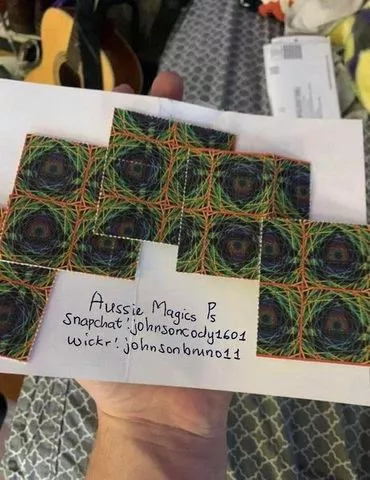 Aussie Magics Ps
snapchat!johnsoncody1601
wickr!johnsonbruno11